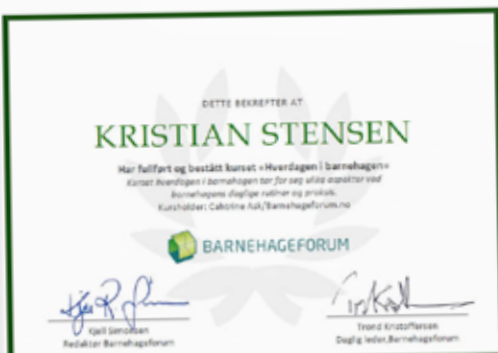 DETTE BEKREFTER AT
KRISTIAN STENSEN
Har fullført og bestått kurset «Hverdagen i barnehagen»
Kurset hverdagen i barnehagen tar for seg ulike aspekter ved
barnehagens daglige rutiner og praksis.
Kursholder: Cathrine Ask/Barnehageforum.no
BARNEHAGEFORUM
Kjell
Redaktør Barnehageforum
Trond Kristoffersen
Daglig leder, Barnehageforum